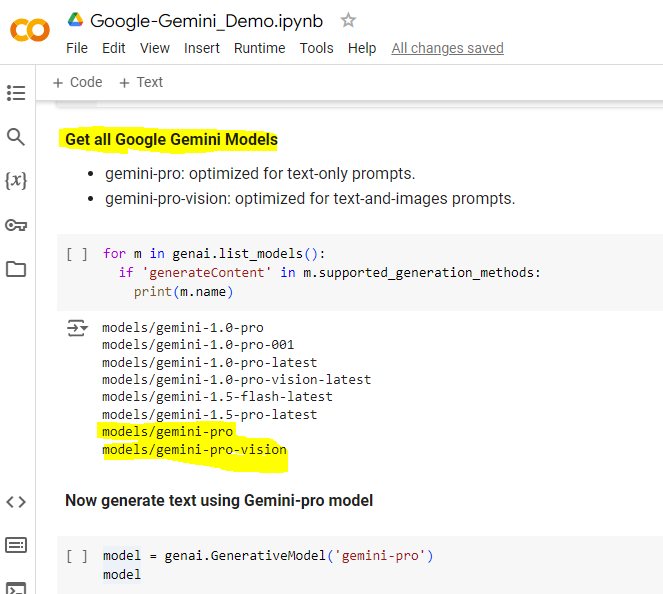 Google-Gemini_Demo.ipynb
File Edit View Insert Runtime Tools Help All changes saved
+ Code + Text
Get all Google Gemini Models
• gemini-pro: optimized for text-only prompts.
• gemini-pro-vision: optimized for text-and-images prompts.
[ ] for m in genai.list_models():
if 'generateContent' in m.supported_generation_methods:
print(m.name)
models/gemini-1.0-pro
models/gemini-1.0-pro-001
models/gemini-1.0-pro-latest
models/gemini-1.0-pro-vision-latest
models/gemini-1.5-flash-latest
models/gemini-1.5-pro-latest
models/gemini-pro
models/gemini-pro-vision
Now generate text using Gemini-pro model
[ ] model = genai.GenerativeModel('gemini-pro')
model